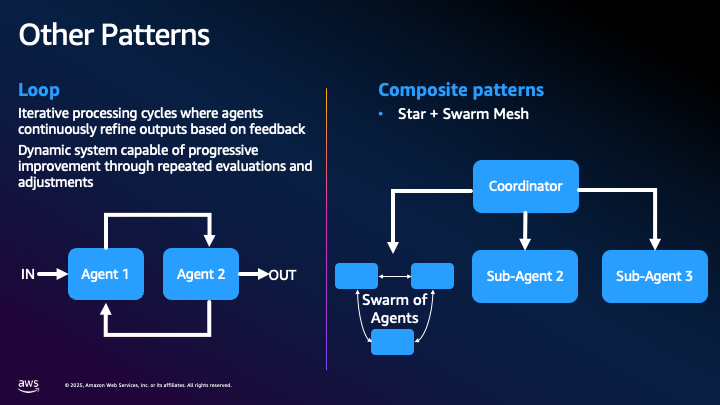 Other Patterns
Loop
Iterative processing cycles where agents
continuously refine outputs based on feedback
Dynamic system capable of progressive
improvement through repeated evaluations and
adjustments
IN
Agent 1
Agent 2
OUT
Composite patterns
• Star + Swarm Mesh
Coordinator
Swarm of
Agents
Sub-Agent 2
Sub-Agent 3
aws
© 2025, Amazon Web Services, Inc. or its affiliates. All rights reserved.